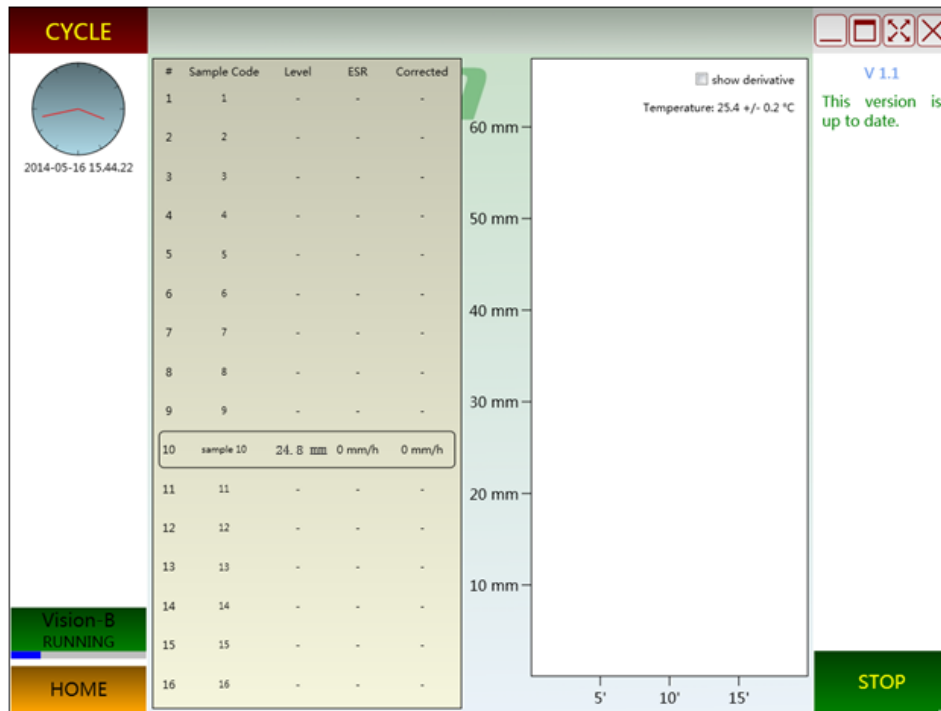 CYCLE
2014-05-16 15.44.22
# Sample Code Level ESR Corrected
1 1 - - -
2 2 - - -
3 3 - - -
4 4 - - -
5 5 - - -
6 6 - - -
7 7 - - -
8 8 - - -
9 9 - - -
10 sample 10 24.8 mm 0 mm/h 0 mm/h
11 11 - - -
12 12 - - -
13 13 - - -
14 14 - - -
15 15 - - -
16 16 - - -
show derivative
Temperature: 25.4 +/- 0.2 °C
60 mm
50 mm
40 mm
30 mm
20 mm
10 mm
5' 10' 15'
V 1.1
This version is
up to date.
Vision-B
RUNNING
HOME
STOP